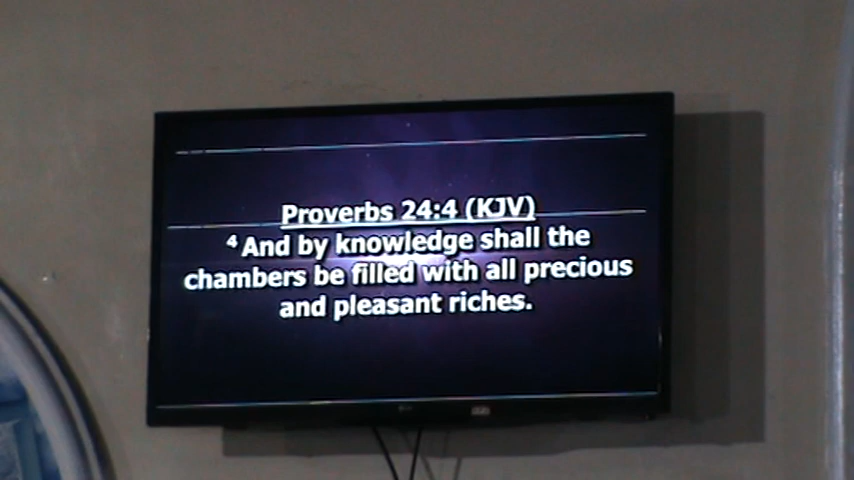 Proverbs 24:4 (KJV)
4 And by knowledge shall the
chambers be filled with all precious
and pleasant riches.